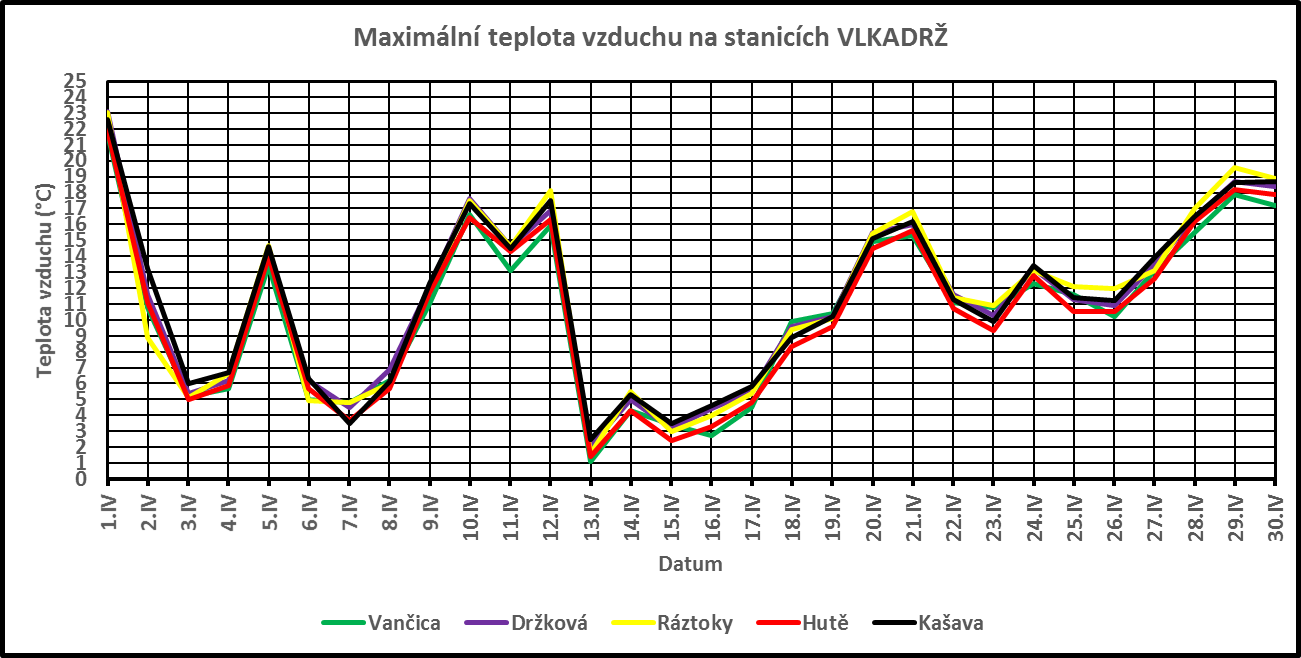 Maximální teplota vzduchu na stanicích VLKADRŽ
Teplota vzduchu (°C)
25
24
23
22
21
20
19
18
17
16
15
14
13
12
11
10
9
8
7
6
5
4
3
2
1
0
1.IV
2.IV
3.IV
4.IV
5.IV
6.IV
7.IV
8.IV
9.IV
10.IV
11.IV
12.IV
13.IV
14.IV
15.IV
16.IV
17.IV
18.IV
19.IV
20.IV
21.IV
22.IV
23.IV
24.IV
25.IV
26.IV
27.IV
28.IV
29.IV
30.IV
Datum
Vančica Držková Ráztoky Hutě Kašava